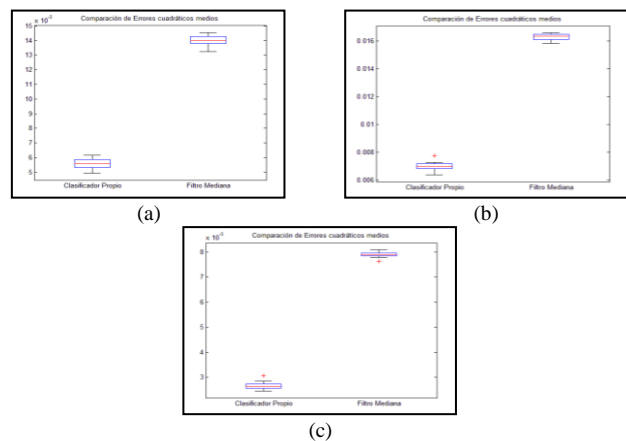 Comparación de Errores cuadráticos medios
x 10⁻³
15
14
13
12
11
10
9
8
7
6
5
Clasificador Propio Filtro Mediana
(a)
Comparación de Errores cuadráticos medios
0.016
0.014
0.012
0.01
0.008
0.006
Clasificador Propio Filtro Mediana
(b)
Comparación de Errores cuadráticos medios
x 10⁻³
8
7
6
5
4
3
Clasificador Propio Filtro Mediana
(c)